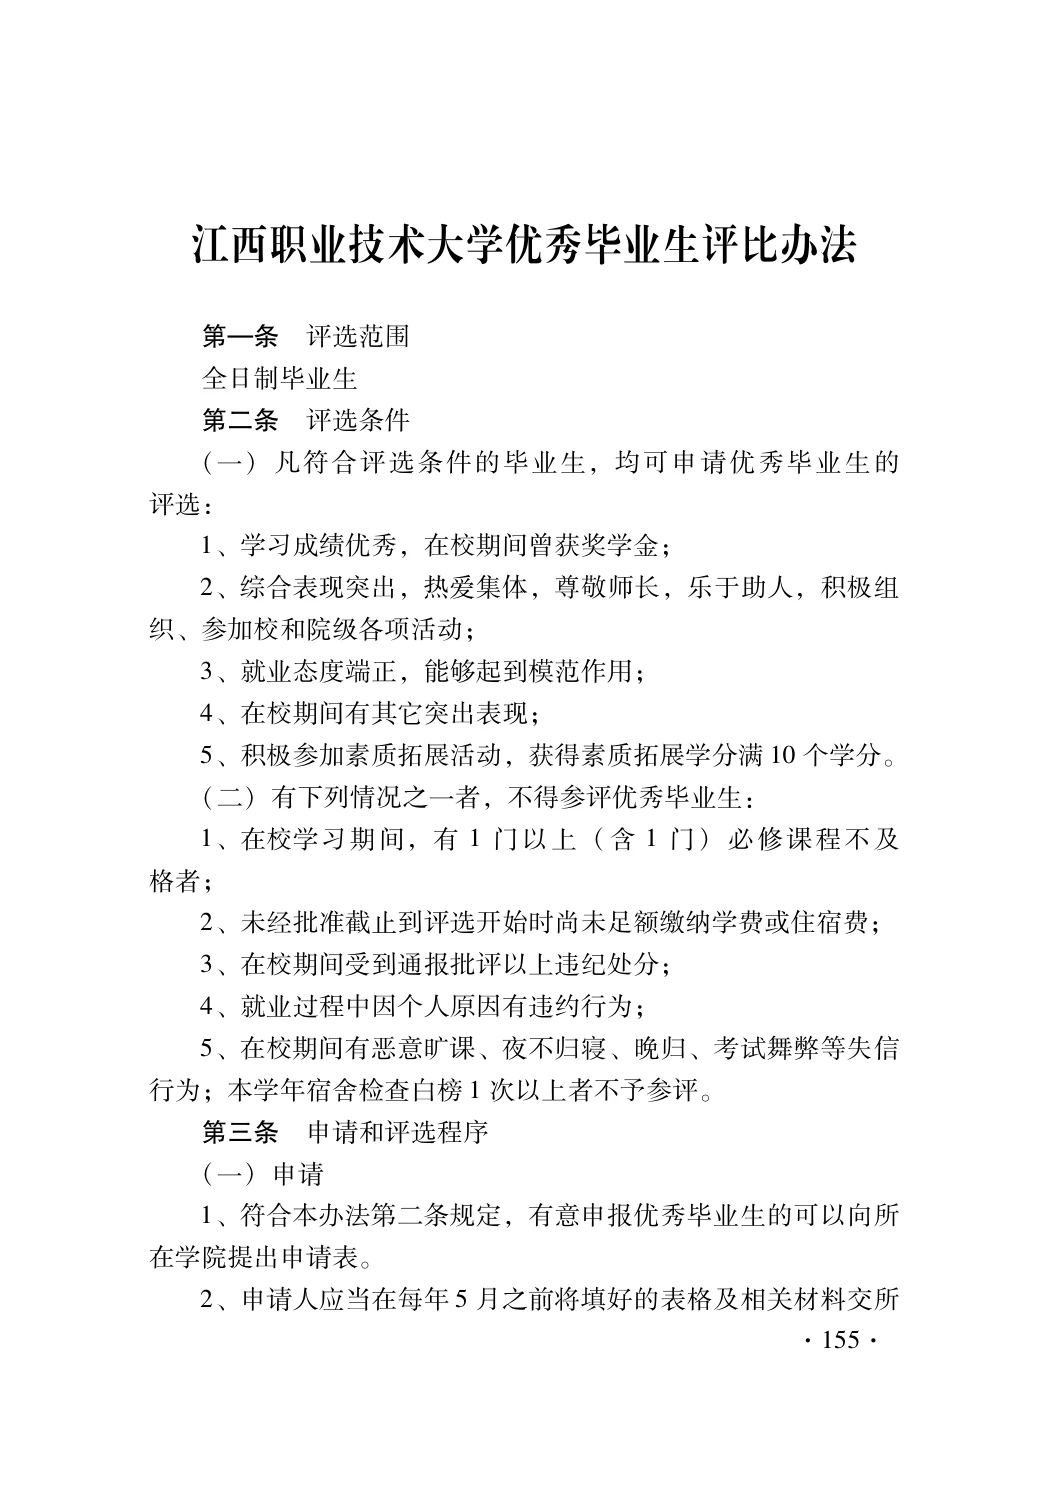 江西职业技术大学优秀毕业生评比办法
第一条　评选范围
全日制毕业生
第二条　评选条件
（一）凡符合评选条件的毕业生，均可申请优秀毕业生的
评选：
1、学习成绩优秀，在校期间曾获奖学金；
2、综合表现突出，热爱集体，尊敬师长，乐于助人，积极组
织、参加校和院级各项活动；
3、就业态度端正，能够起到模范作用；
4、在校期间有其它突出表现；
5、积极参加素质拓展活动，获得素质拓展学分满 10 个学分。
（二）有下列情况之一者，不得参评优秀毕业生：
1、在校学习期间，有 1 门以上（含 1 门）必修课程不及
格者；
2、未经批准截止到评选开始时尚未足额缴纳学费或住宿费；
3、在校期间受到通报批评以上违纪处分；
4、就业过程中因个人原因有违约行为；
5、在校期间有恶意旷课、夜不归寝、晚归、考试舞弊等失信
行为；本学年宿舍检查白榜 1 次以上者不予参评。
第三条　申请和评选程序
（一）申请
1、符合本办法第二条规定，有意申报优秀毕业生的可以向所
在学院提出申请表。
2、申请人应当在每年 5 月之前将填好的表格及相关材料交所
· 155 ·